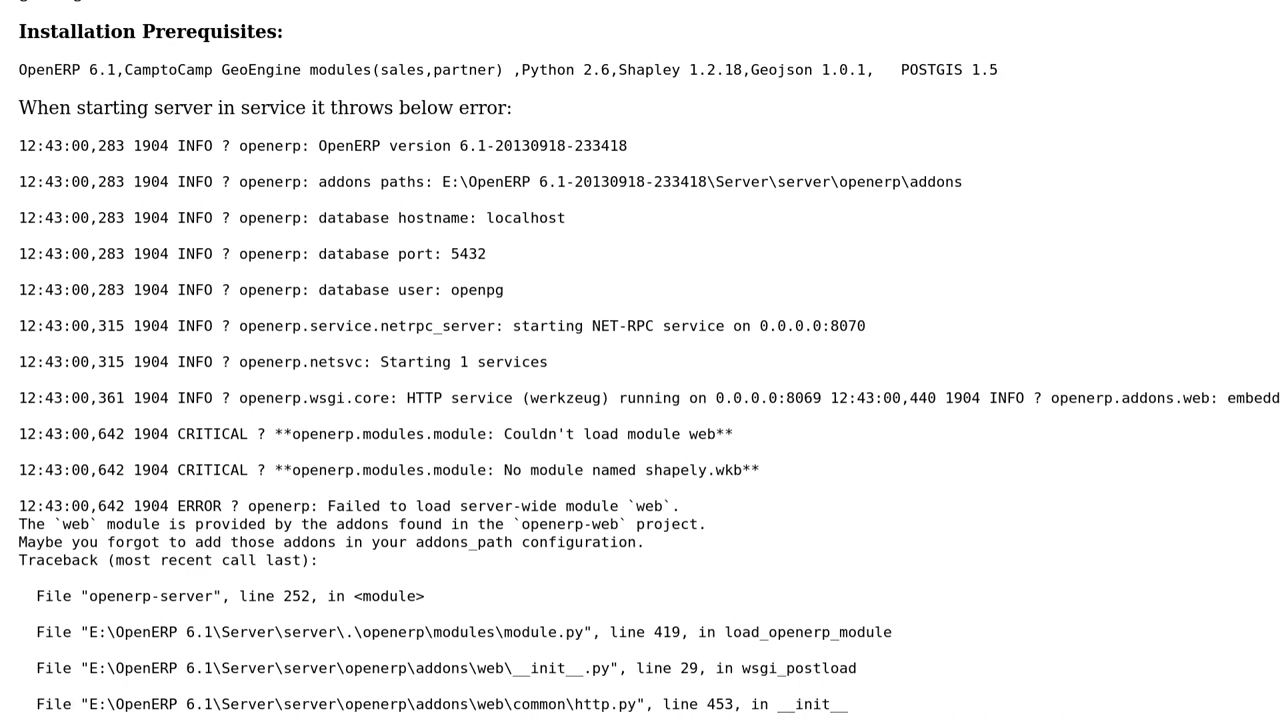 Installation Prerequisites:
OpenERP 6.1,CamptoCamp GeoEngine modules(sales,partner) ,Python 2.6,Shapley 1.2.18,Geojson 1.0.1,   POSTGIS 1.5
When starting server in service it throws below error:
12:43:00,283 1904 INFO ? openerp: OpenERP version 6.1-20130918-233418
12:43:00,283 1904 INFO ? openerp: addons paths: E:\OpenERP 6.1-20130918-233418\Server\server\openerp\addons
12:43:00,283 1904 INFO ? openerp: database hostname: localhost
12:43:00,283 1904 INFO ? openerp: database port: 5432
12:43:00,283 1904 INFO ? openerp: database user: openpg
12:43:00,315 1904 INFO ? openerp.service.netrpc_server: starting NET-RPC service on 0.0.0.0:8070
12:43:00,315 1904 INFO ? openerp.netsvc: Starting 1 services
12:43:00,361 1904 INFO ? openerp.wsgi.core: HTTP service (werkzeug) running on 0.0.0.0:8069 12:43:00,440 1904 INFO ? openerp.addons.web: embedd
12:43:00,642 1904 CRITICAL ? **openerp.modules.module: Couldn't load module web**
12:43:00,642 1904 CRITICAL ? **openerp.modules.module: No module named shapely.wkb**
12:43:00,642 1904 ERROR ? openerp: Failed to load server-wide module `web`.
The `web` module is provided by the addons found in the `openerp-web` project.
Maybe you forgot to add those addons in your addons_path configuration.
Traceback (most recent call last):
  File "openerp-server", line 252, in <module>
  File "E:\OpenERP 6.1\Server\server\.\openerp\modules\module.py", line 419, in load_openerp_module
  File "E:\OpenERP 6.1\Server\server\openerp\addons\web\__init__.py", line 29, in wsgi_postload
  File "E:\OpenERP 6.1\Server\server\openerp\addons\web\common\http.py", line 453, in __init__